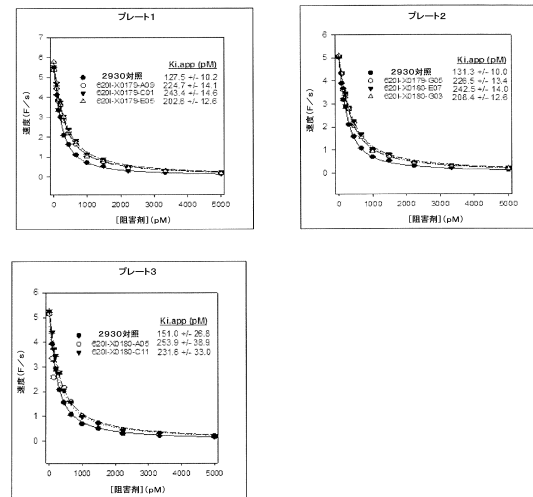 プレート1
Ki.app (pM)
2930対照 127.5 +/- 10.2
620I-X0179-A09 224.7 +/- 14.1
620I-X0179-C01 243.4 +/- 14.6
620I-X0179-E05 202.6 +/- 12.6
速度(F/s)
7
6
5
4
3
2
1
0
0 1000 2000 3000 4000 5000
[阻害剤](pM)
プレート2
Ki.app (pM)
2930対照 131.3 +/- 10.0
620I-X0179-G05 226.5 +/- 13.4
620I-X0180-E07 242.5 +/- 14.0
620I-X0180-G03 208.4 +/- 12.6
速度(F/s)
6
5
4
3
2
1
0
0 1000 2000 3000 4000 5000
[阻害剤](pM)
プレート3
Ki.app (pM)
2930対照 151.0 +/- 26.8
620I-X0180-A06 253.9 +/- 38.9
620I-X0180-C11 231.6 +/- 33.0
速度(F/s)
6
5
4
3
2
1
0
0 1000 2000 3000 4000 5000
[阻害剤](pM)